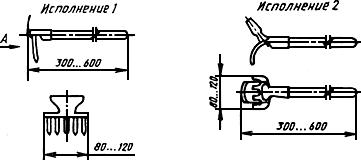 Исполнение 1
А
300...600
80...120
Исполнение 2
80...120
300...600